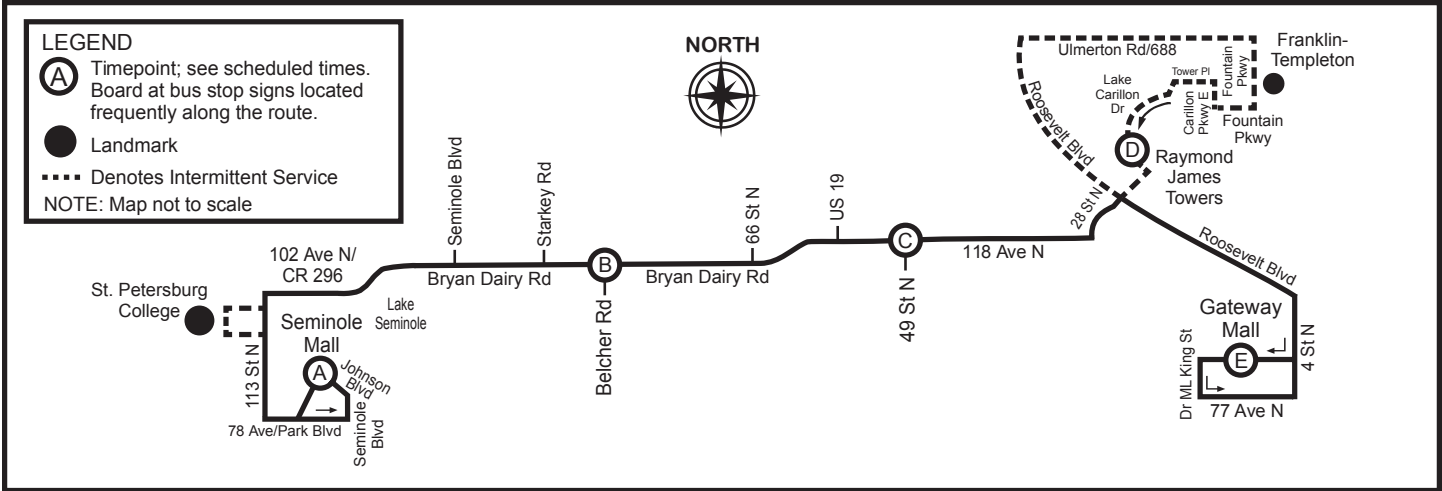 LEGEND
A
Timepoint; see scheduled times.
Board at bus stop signs located
frequently along the route.
Landmark
Denotes Intermittent Service
NOTE: Map not to scale
NORTH
Ulmerton Rd/688
Franklin-
Templeton
Fountain
Pkwy
Tower Pl
Lake
Carillon
Dr
Carillon
Pkwy E
Fountain
Pkwy
Roosevelt Blvd
D
Raymond
James
Towers
28 St N
Seminole Blvd
Starkey Rd
66 St N
US 19
C
118 Ave N
49 St N
Roosevelt Blvd
102 Ave N/
CR 296
Bryan Dairy Rd
B
Bryan Dairy Rd
Belcher Rd
St. Petersburg
College
Lake
Seminole
Seminole
Mall
A
Johnson
Blvd
113 St N
78 Ave/Park Blvd
Seminole
Blvd
Gateway
Mall
E
4 St N
Dr ML King St
77 Ave N